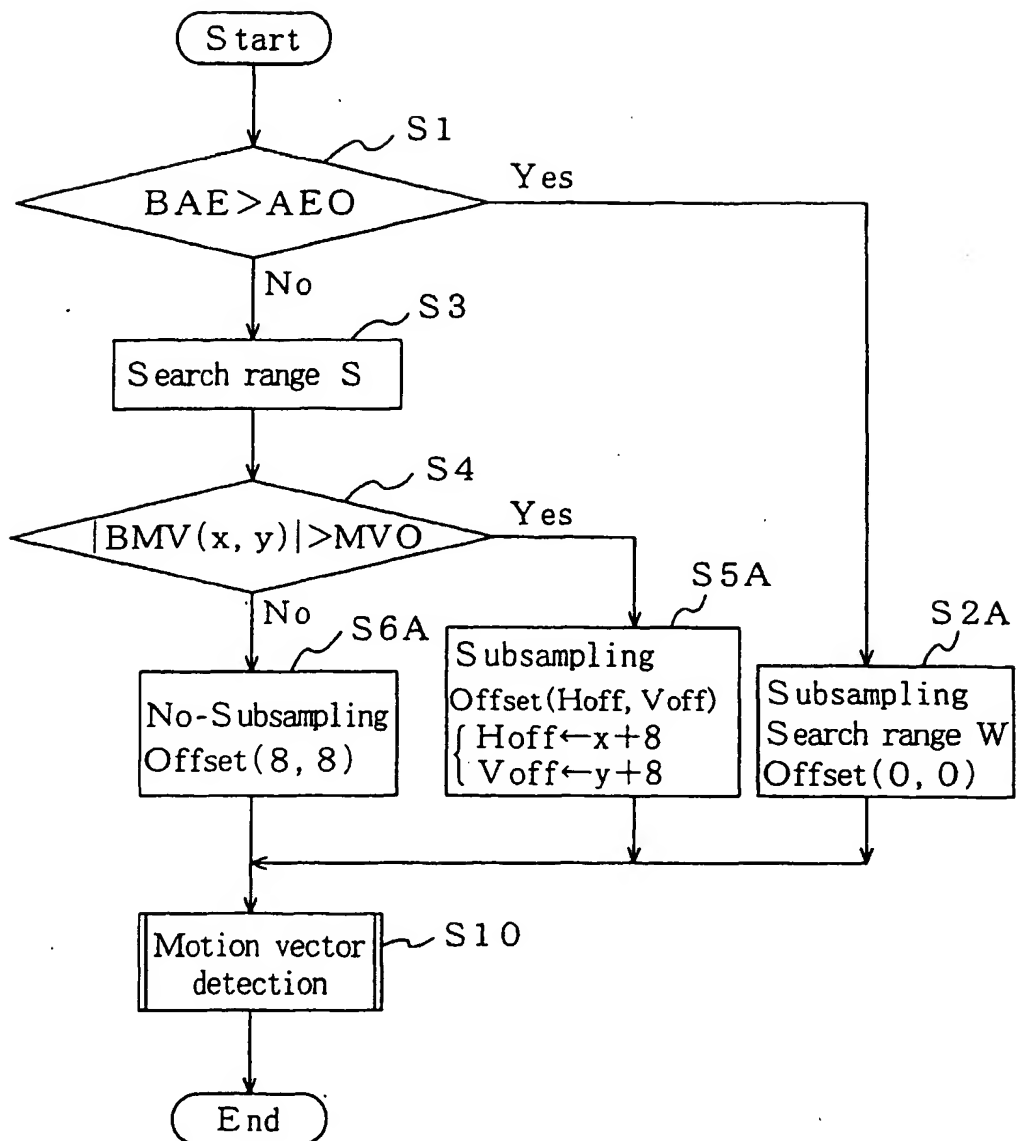 Start
S1
BAE>AEO
Yes
No
S3
Search range S
S4
|BMV(x, y)|>MVO
Yes
No
S6A
No-Subsampling
Offset(8, 8)
S5A
Subsampling
Offset(Hoff, Voff)
Hoff←x+8
Voff←y+8
S2A
Subsampling
Search range W
Offset(0, 0)
Motion vector
detection
S10
End